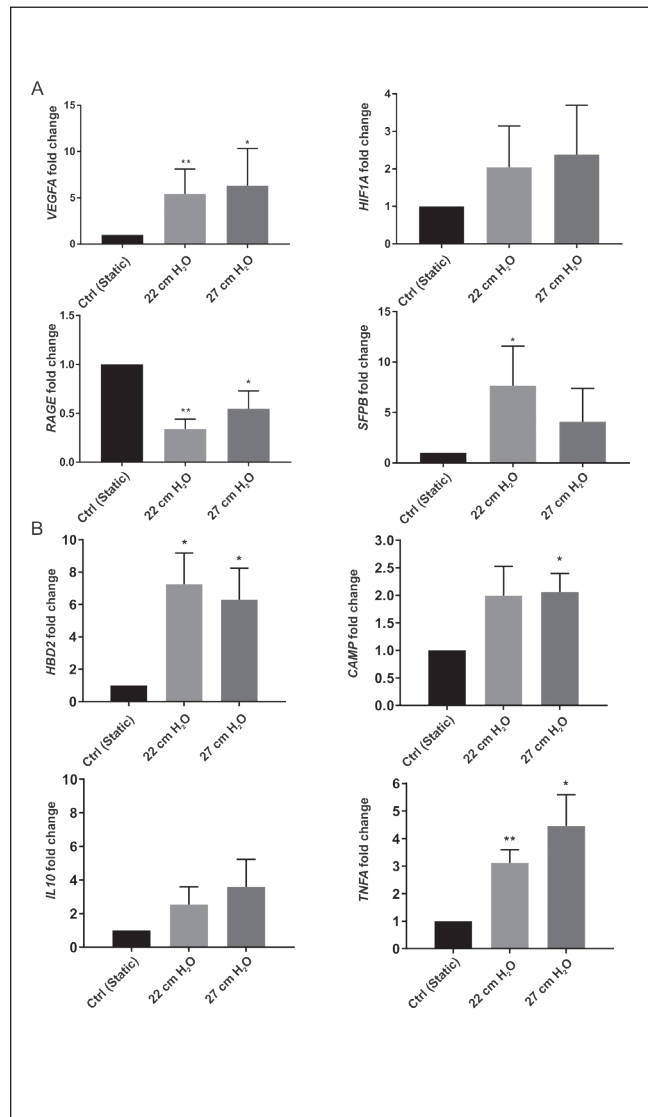 A
VEGFA fold change
15
10
5
0
**
*
Ctrl (Static)
22 cm H₂O
27 cm H₂O
HIF1A fold change
4
3
2
1
0
Ctrl (Static)
22 cm H₂O
27 cm H₂O
RAGE fold change
1.5
1.0
0.5
0.0
**
*
Ctrl (Static)
22 cm H₂O
27 cm H₂O
SFPB fold change
15
10
5
0
*
Ctrl (Static)
22 cm H₂O
27 cm H₂O
B
HBD2 fold change
10
8
6
4
2
0
*
*
Ctrl (Static)
22 cm H₂O
27 cm H₂O
CAMP fold change
3.0
2.5
2.0
1.5
1.0
0.5
0.0
*
Ctrl (Static)
22 cm H₂O
27 cm H₂O
IL10 fold change
10
8
6
4
2
0
Ctrl (Static)
22 cm H₂O
27 cm H₂O
TNFA fold change
6
5
4
3
2
1
0
**
*
Ctrl (Static)
22 cm H₂O
27 cm H₂O